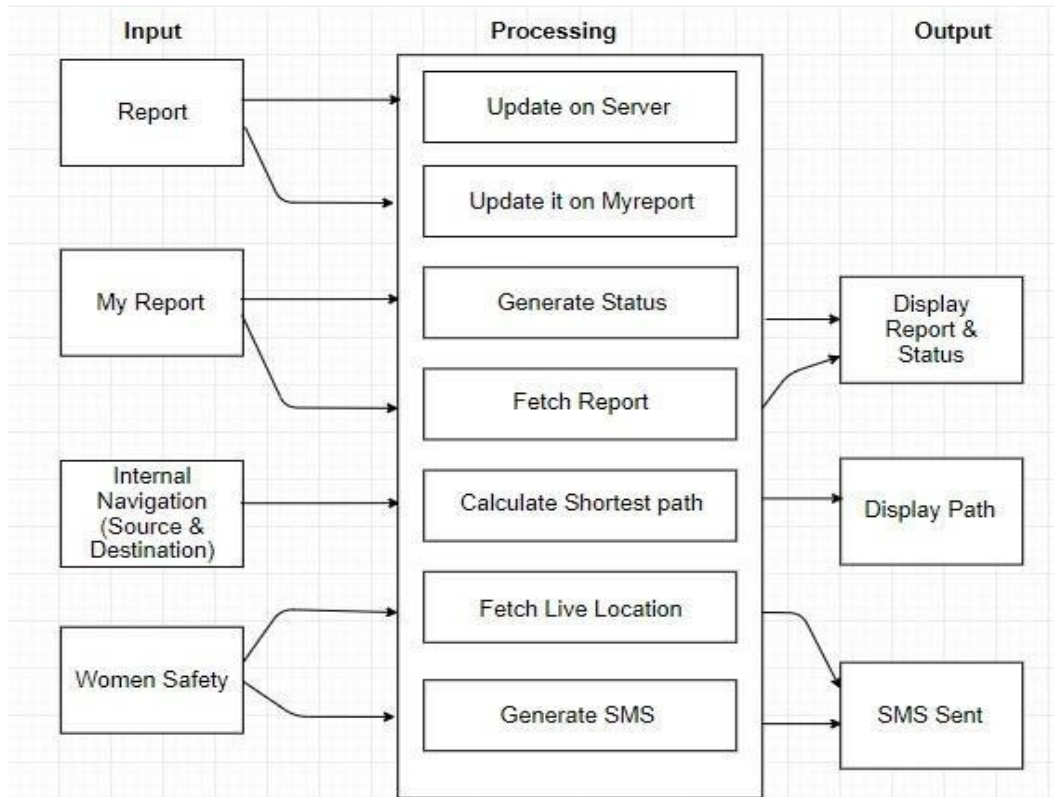 Input
Processing
Output
Report
Update on Server
Update it on Myreport
My Report
Generate Status
Display
Report &
Status
Fetch Report
Internal
Navigation
(Source &
Destination)
Calculate Shortest path
Display Path
Fetch Live Location
Women Safety
Generate SMS
SMS Sent